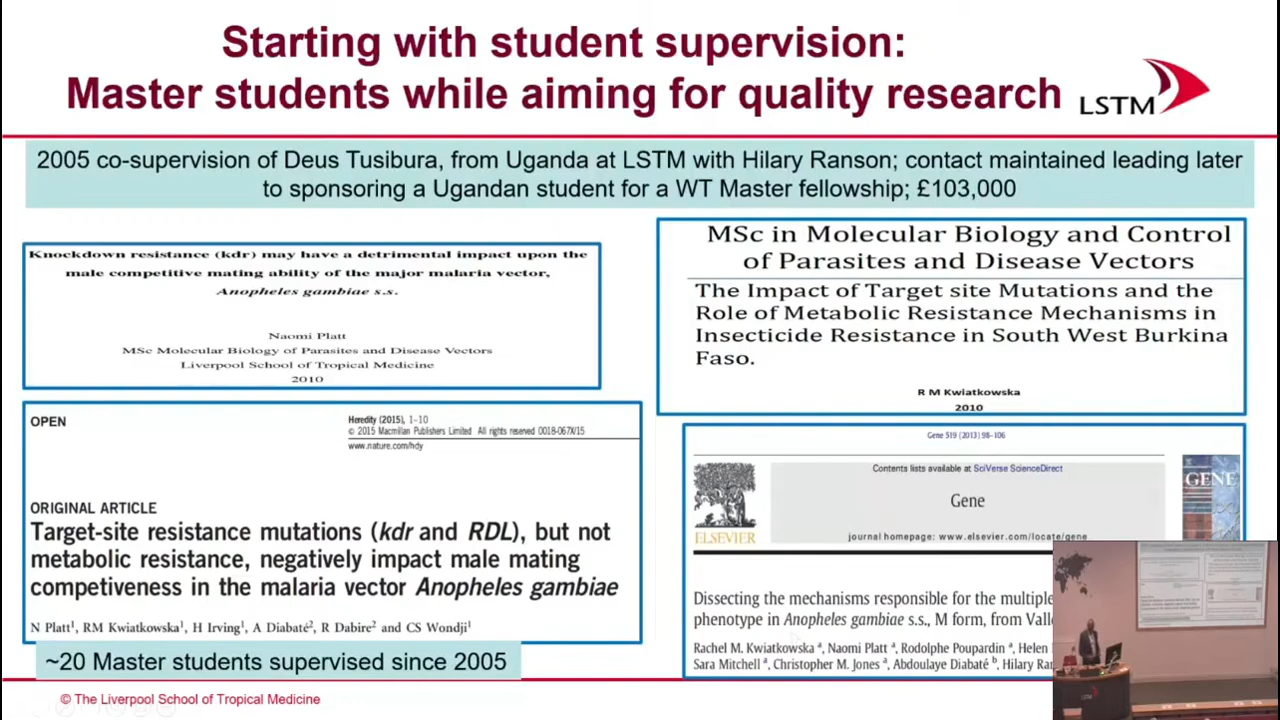 Starting with student supervision:
Master students while aiming for quality research
LSTM
2005 co-supervision of Deus Tusibura, from Uganda at LSTM with Hilary Ranson; contact maintained leading later
to sponsoring a Ugandan student for a WT Master fellowship; £103,000
Knockdown resistance (kdr) may have a detrimental impact upon the
male competitive mating ability of the major malaria vector,
Anopheles gambiae s.s.
Naomi Platt
MSc Molecular Biology of Parasites and Disease Vectors
Liverpool School of Tropical Medicine
2010
MSc in Molecular Biology and Control
of Parasites and Disease Vectors
The Impact of Target site Mutations and the
Role of Metabolic Resistance Mechanisms in
Insecticide Resistance in South West Burkina
Faso.
R M Kwiatkowska
2010
OPEN
Heredity (2015), 1–10
© 2015 Macmillan Publishers Limited All rights reserved 0018-067X/15
www.nature.com/hdy
ORIGINAL ARTICLE
Target-site resistance mutations (kdr and RDL), but not
metabolic resistance, negatively impact male mating
competiveness in the malaria vector Anopheles gambiae
N Platt¹, RM Kwiatkowska¹, H Irving¹, A Diabaté², R Dabire² and CS Wondji¹
Gene 519 (2013) 98–106
Contents lists available at SciVerse ScienceDirect
Gene
journal homepage: www.elsevier.com/locate/gene
ELSEVIER
GENE
Dissecting the mechanisms responsible for the multiple
phenotype in Anopheles gambiae s.s., M form, from
Rachel M. Kwiatkowska ᵃ, Naomi Platt ᵃ, Rodolphe Poupardin ᵃ, Helen
Sara Mitchell ᵃ, Christopher M. Jones ᵃ, Abdoulaye Diabaté ᵇ, Hilary
~20 Master students supervised since 2005
© The Liverpool School of Tropical Medicine